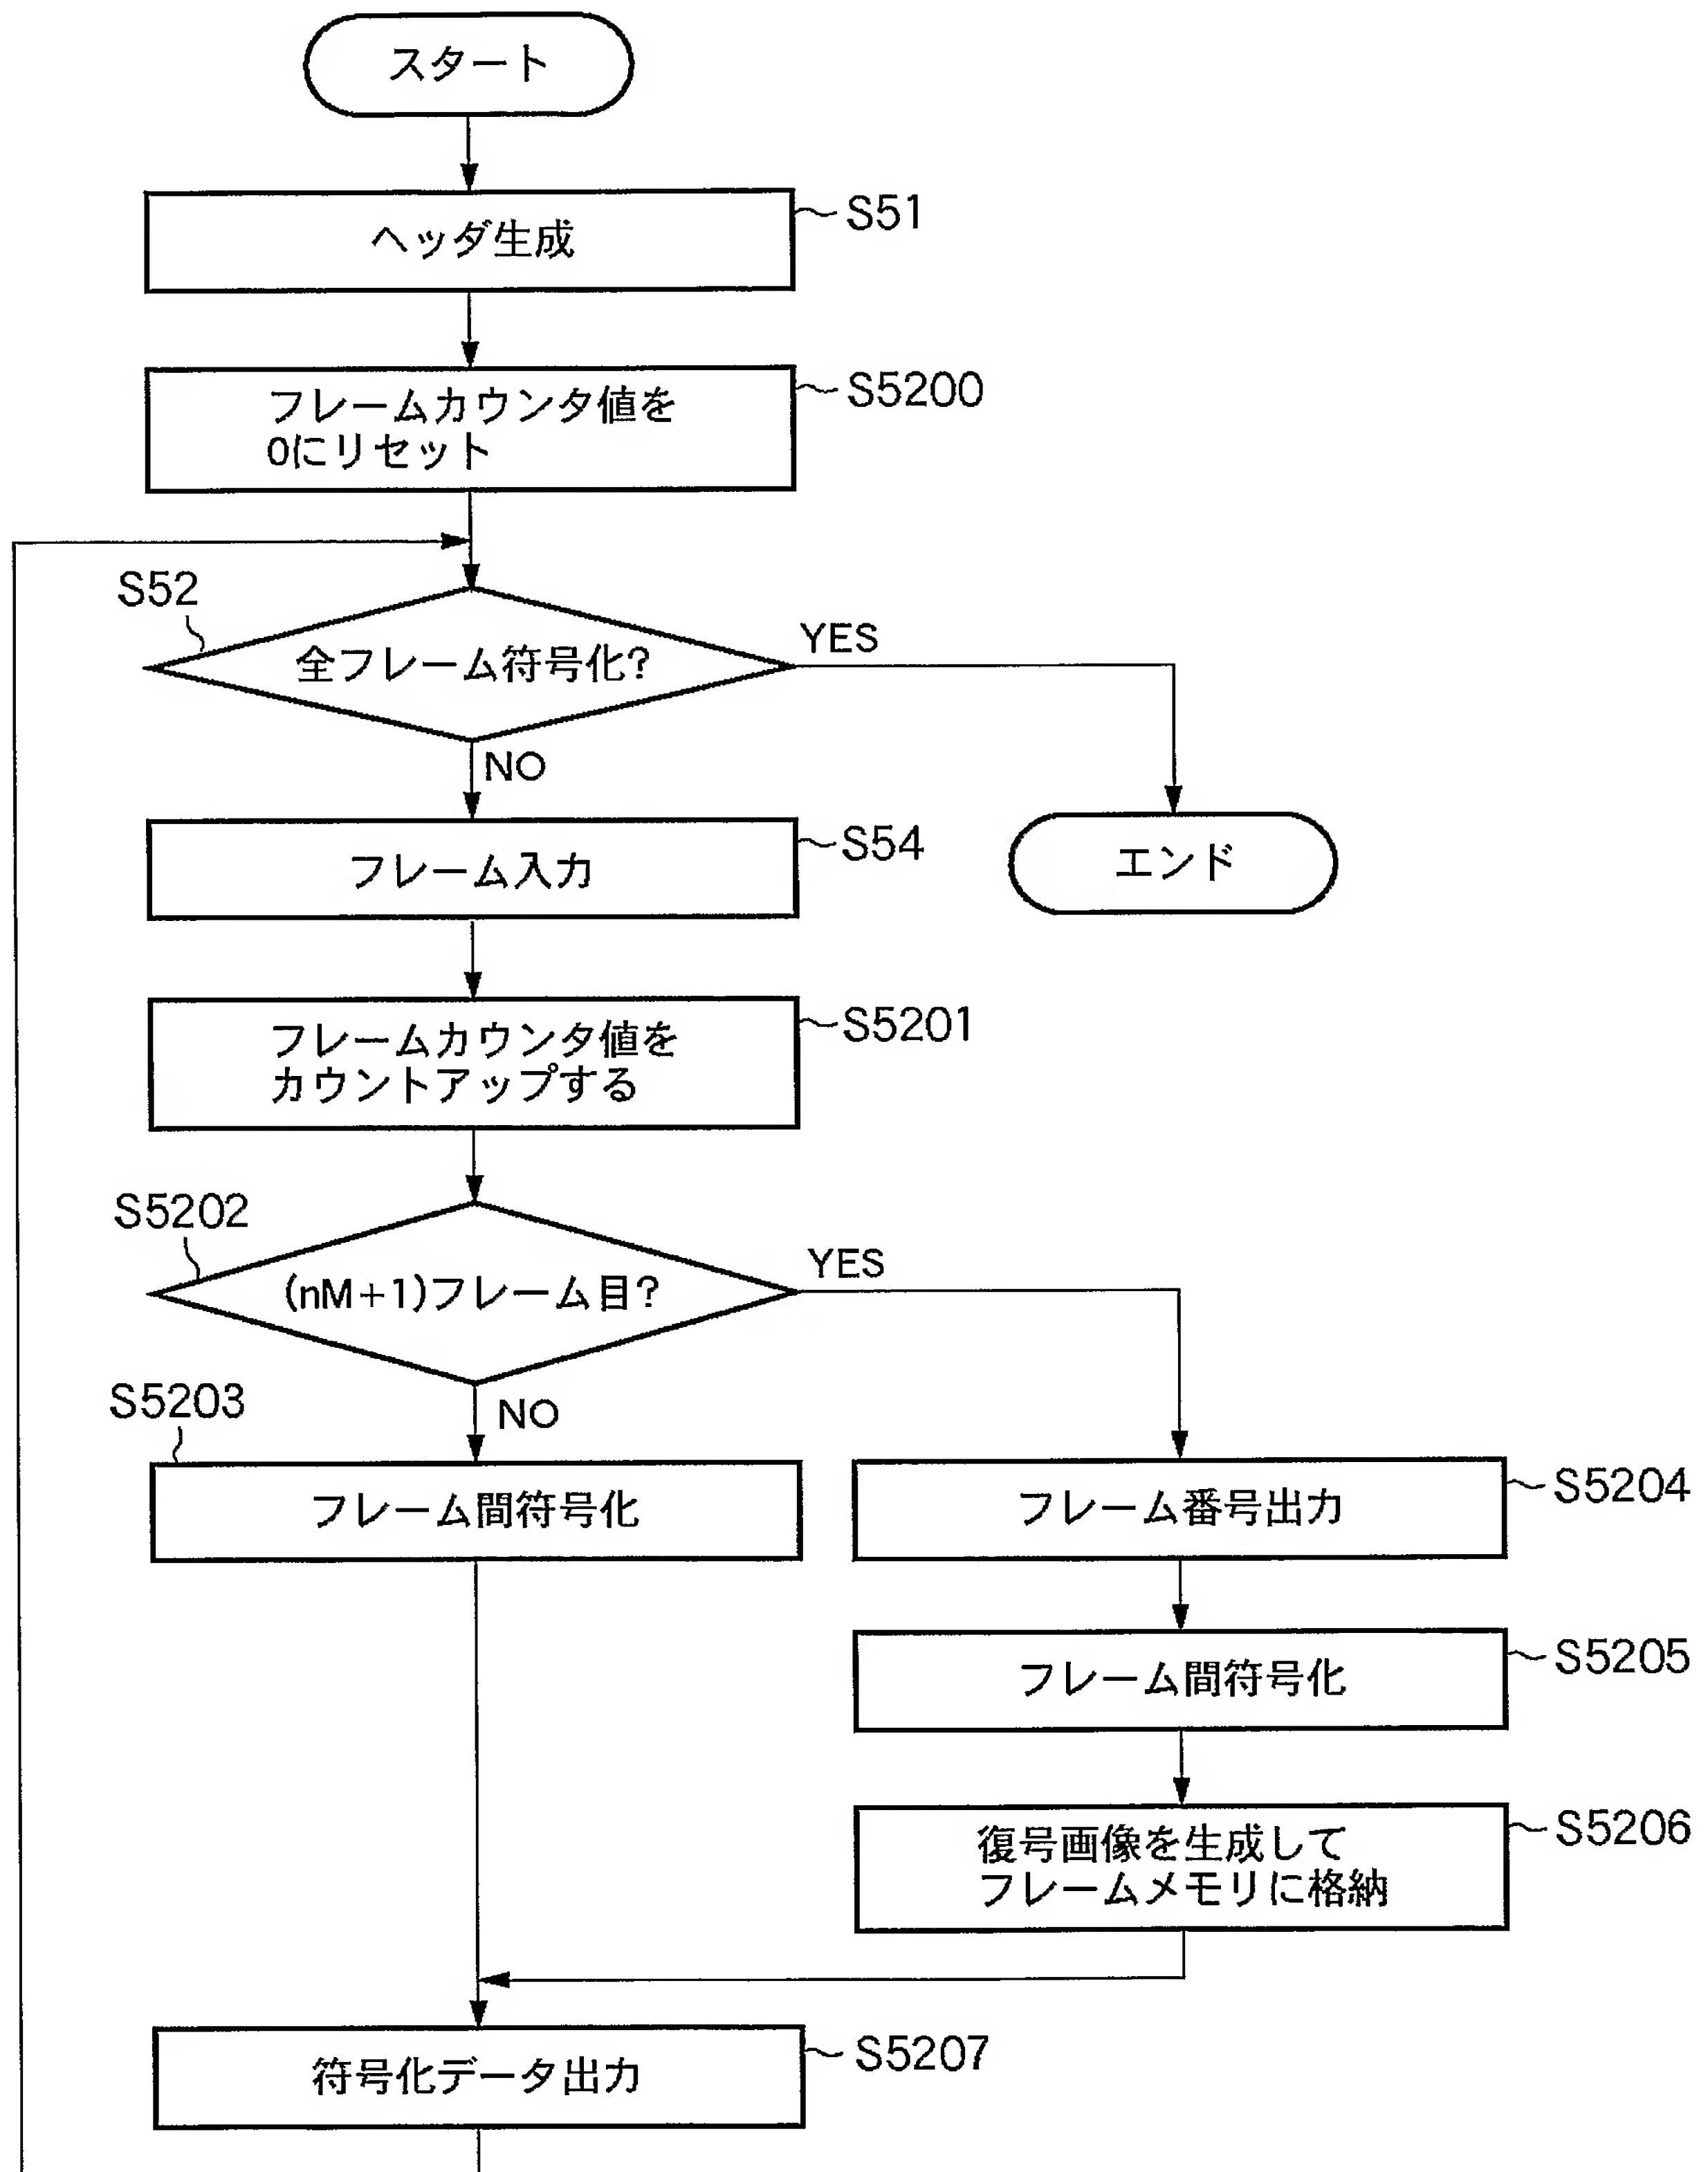 スタート
ヘッダ生成
S51
フレームカウンタ値を
0にリセット
S5200
S52
全フレーム符号化?
YES
NO
フレーム入力
S54
エンド
フレームカウンタ値を
カウントアップする
S5201
S5202
(nM+1)フレーム目?
YES
NO
S5203
フレーム間符号化
フレーム番号出力
S5204
フレーム間符号化
S5205
復号画像を生成して
フレームメモリに格納
S5206
符号化データ出力
S5207